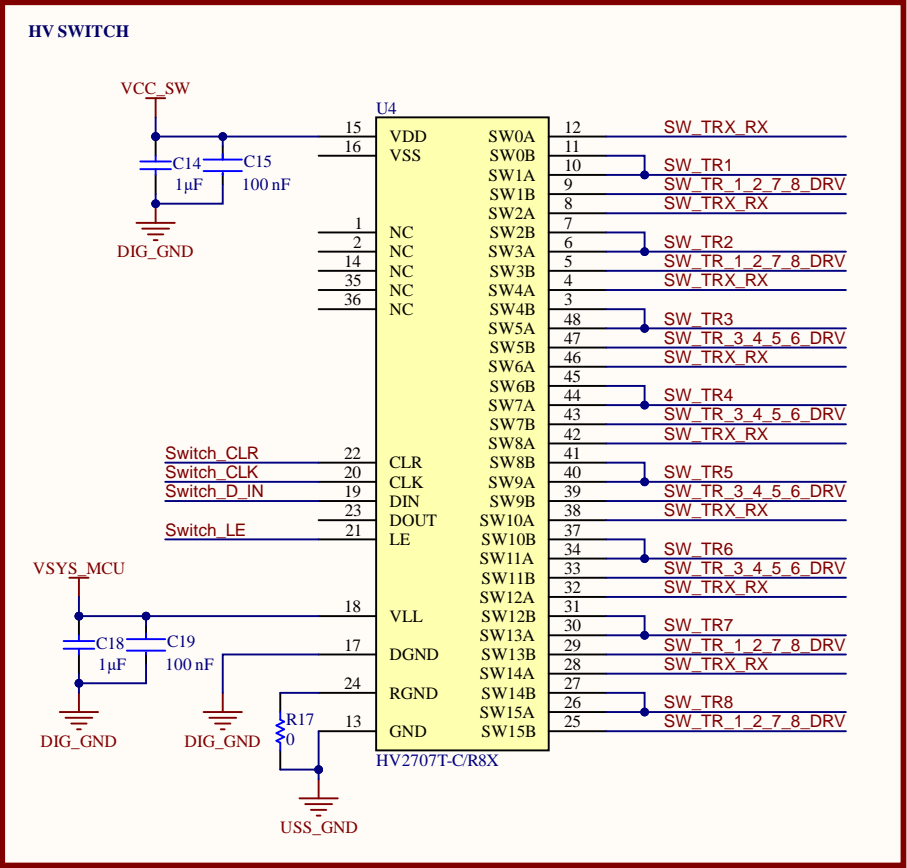 HV SWITCH
VCC_SW
C14
1µF
C15
100 nF
DIG_GND
U4
15 VDD SW0A 12 SW_TRX_RX
16 VSS SW0B 11
SW1A 10 SW_TR1
SW1B 9 SW_TR_1_2_7_8_DRV
SW2A 8 SW_TRX_RX
1 NC SW2B 7
2 NC SW3A 6 SW_TR2
14 NC SW3B 5 SW_TR_1_2_7_8_DRV
35 NC SW4A 4 SW_TRX_RX
36 NC SW4B 3
SW5A 48 SW_TR3
SW5B 47 SW_TR_3_4_5_6_DRV
SW6A 46 SW_TRX_RX
SW6B 45
SW7A 44 SW_TR4
SW7B 43 SW_TR_3_4_5_6_DRV
SW8A 42 SW_TRX_RX
Switch_CLR 22 CLR SW8B 41
Switch_CLK 20 CLK SW9A 40 SW_TR5
Switch_D_IN 19 DIN SW9B 39 SW_TR_3_4_5_6_DRV
23 DOUT SW10A 38 SW_TRX_RX
Switch_LE 21 LE SW10B 37
SW11A 34 SW_TR6
SW11B 33 SW_TR_3_4_5_6_DRV
SW12A 32 SW_TRX_RX
VSYS_MCU
18 VLL SW12B 31
SW13A 30 SW_TR7
17 DGND SW13B 29 SW_TR_1_2_7_8_DRV
SW14A 28 SW_TRX_RX
24 RGND SW14B 27
SW15A 26 SW_TR8
13 GND SW15B 25 SW_TR_1_2_7_8_DRV
C18
1µF
C19
100 nF
DIG_GND
DIG_GND
R17
0
HV2707T-C/R8X
USS_GND